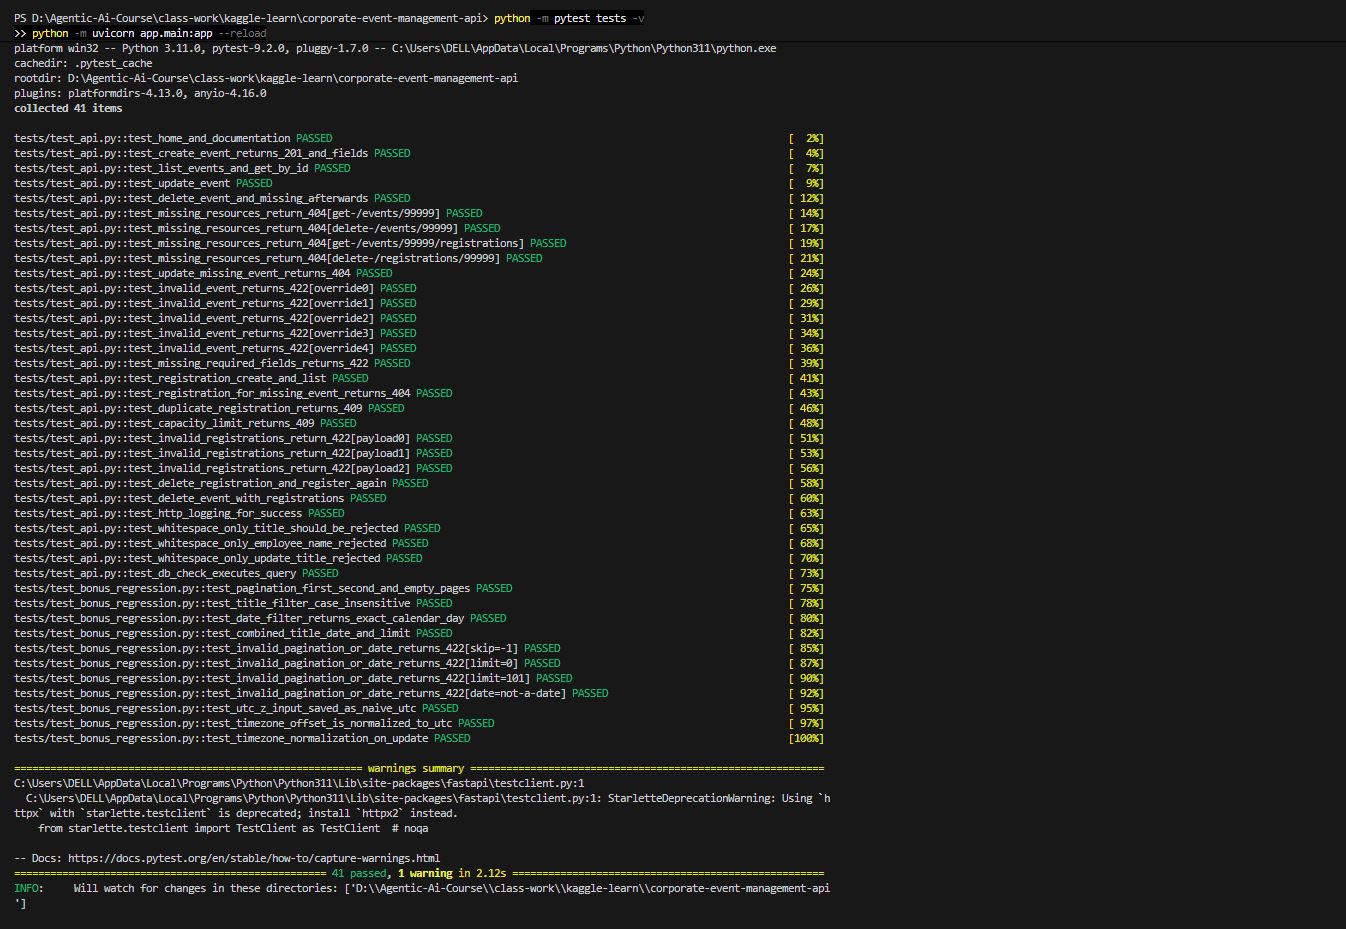 PS D:\Agentic-Ai-Course\class-work\kaggle-learn\corporate-event-management-api> python -m pytest tests -v
>> python -m uvicorn app.main:app --reload
platform win32 -- Python 3.11.0, pytest-9.2.0, pluggy-1.7.0 -- C:\Users\DELL\AppData\Local\Programs\Python\Python311\python.exe
cachedir: .pytest_cache
rootdir: D:\Agentic-Ai-Course\class-work\kaggle-learn\corporate-event-management-api
plugins: platformdirs-4.13.0, anyio-4.16.0
collected 41 items
tests/test_api.py::test_home_and_documentation PASSED [  2%]
tests/test_api.py::test_create_event_returns_201_and_fields PASSED [  4%]
tests/test_api.py::test_list_events_and_get_by_id PASSED [  7%]
tests/test_api.py::test_update_event PASSED [  9%]
tests/test_api.py::test_delete_event_and_missing_afterwards PASSED [ 12%]
tests/test_api.py::test_missing_resources_return_404[get-/events/99999] PASSED [ 14%]
tests/test_api.py::test_missing_resources_return_404[delete-/events/99999] PASSED [ 17%]
tests/test_api.py::test_missing_resources_return_404[get-/events/99999/registrations] PASSED [ 19%]
tests/test_api.py::test_missing_resources_return_404[delete-/registrations/99999] PASSED [ 21%]
tests/test_api.py::test_update_missing_event_returns_404 PASSED [ 24%]
tests/test_api.py::test_invalid_event_returns_422[override0] PASSED [ 26%]
tests/test_api.py::test_invalid_event_returns_422[override1] PASSED [ 29%]
tests/test_api.py::test_invalid_event_returns_422[override2] PASSED [ 31%]
tests/test_api.py::test_invalid_event_returns_422[override3] PASSED [ 34%]
tests/test_api.py::test_invalid_event_returns_422[override4] PASSED [ 36%]
tests/test_api.py::test_missing_required_fields_returns_422 PASSED [ 39%]
tests/test_api.py::test_registration_create_and_list PASSED [ 41%]
tests/test_api.py::test_registration_for_missing_event_returns_404 PASSED [ 43%]
tests/test_api.py::test_duplicate_registration_returns_409 PASSED [ 46%]
tests/test_api.py::test_capacity_limit_returns_409 PASSED [ 48%]
tests/test_api.py::test_invalid_registrations_return_422[payload0] PASSED [ 51%]
tests/test_api.py::test_invalid_registrations_return_422[payload1] PASSED [ 53%]
tests/test_api.py::test_invalid_registrations_return_422[payload2] PASSED [ 56%]
tests/test_api.py::test_delete_registration_and_register_again PASSED [ 58%]
tests/test_api.py::test_delete_event_with_registrations PASSED [ 60%]
tests/test_api.py::test_http_logging_for_success PASSED [ 63%]
tests/test_api.py::test_whitespace_only_title_should_be_rejected PASSED [ 65%]
tests/test_api.py::test_whitespace_only_employee_name_rejected PASSED [ 68%]
tests/test_api.py::test_whitespace_only_update_title_rejected PASSED [ 70%]
tests/test_api.py::test_db_check_executes_query PASSED [ 73%]
tests/test_bonus_regression.py::test_pagination_first_second_and_empty_pages PASSED [ 75%]
tests/test_bonus_regression.py::test_title_filter_case_insensitive PASSED [ 78%]
tests/test_bonus_regression.py::test_date_filter_returns_exact_calendar_day PASSED [ 80%]
tests/test_bonus_regression.py::test_combined_title_date_and_limit PASSED [ 82%]
tests/test_bonus_regression.py::test_invalid_pagination_or_date_returns_422[skip=-1] PASSED [ 85%]
tests/test_bonus_regression.py::test_invalid_pagination_or_date_returns_422[limit=0] PASSED [ 87%]
tests/test_bonus_regression.py::test_invalid_pagination_or_date_returns_422[limit=101] PASSED [ 90%]
tests/test_bonus_regression.py::test_invalid_pagination_or_date_returns_422[date=not-a-date] PASSED [ 92%]
tests/test_bonus_regression.py::test_utc_z_input_saved_as_naive_utc PASSED [ 95%]
tests/test_bonus_regression.py::test_timezone_offset_is_normalized_to_utc PASSED [ 97%]
tests/test_bonus_regression.py::test_timezone_normalization_on_update PASSED [100%]
========================================================== warnings summary ===========================================================
C:\Users\DELL\AppData\Local\Programs\Python\Python311\Lib\site-packages\fastapi\testclient.py:1
  C:\Users\DELL\AppData\Local\Programs\Python\Python311\Lib\site-packages\fastapi\testclient.py:1: StarletteDeprecationWarning: Using `h
ttpx` with `starlette.testclient` is deprecated; install `httpx2` instead.
    from starlette.testclient import TestClient as TestClient  # noqa
-- Docs: https://docs.pytest.org/en/stable/how-to/capture-warnings.html
==================================================== 41 passed, 1 warning in 2.12s ====================================================
INFO:     Will watch for changes in these directories: ['D:\\Agentic-Ai-Course\\class-work\\kaggle-learn\\corporate-event-management-api
']